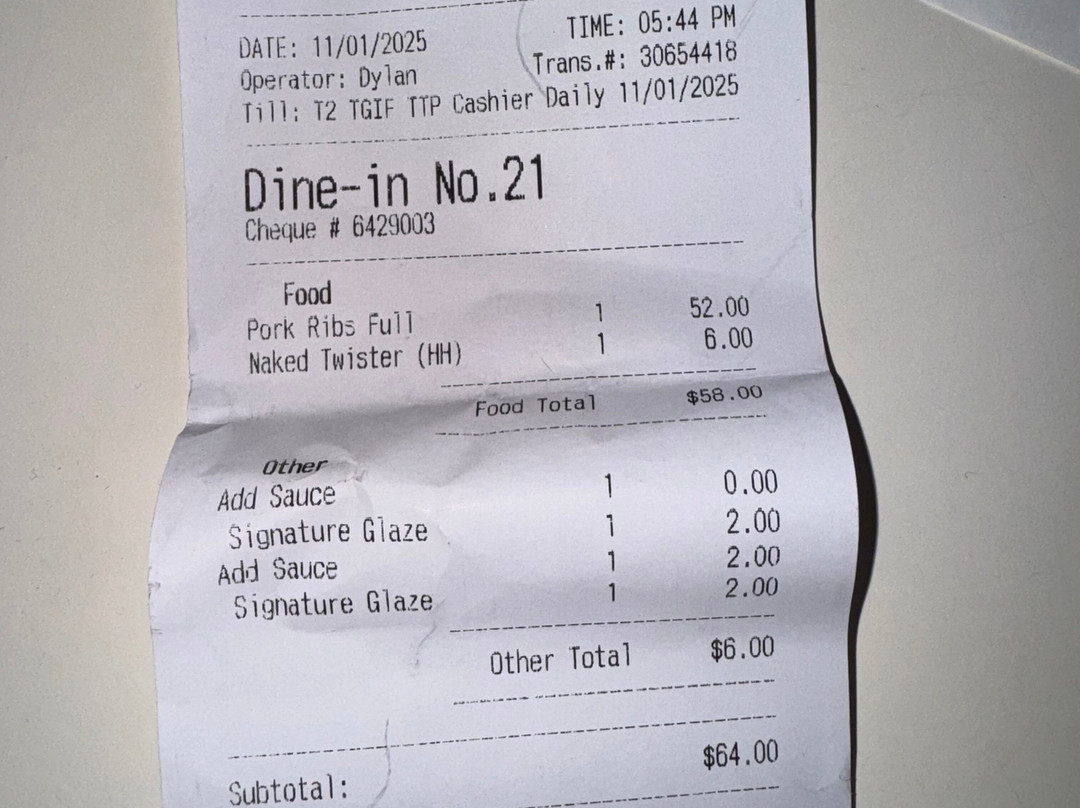 DATE: 11/01/2025 TIME: 05:44 PM
Operator: Dylan Trans.#: 30654418
Till: T2 TGIF TTP Cashier Daily 11/01/2025
Dine-in No.21
Cheque # 6429003
Food
Pork Ribs Full 1 52.00
Naked Twister (HH) 1 6.00
Food Total $58.00
Other
Add Sauce 1 0.00
Signature Glaze 1 2.00
Add Sauce 1 2.00
Signature Glaze 1 2.00
Other Total $6.00
Subtotal: $64.00